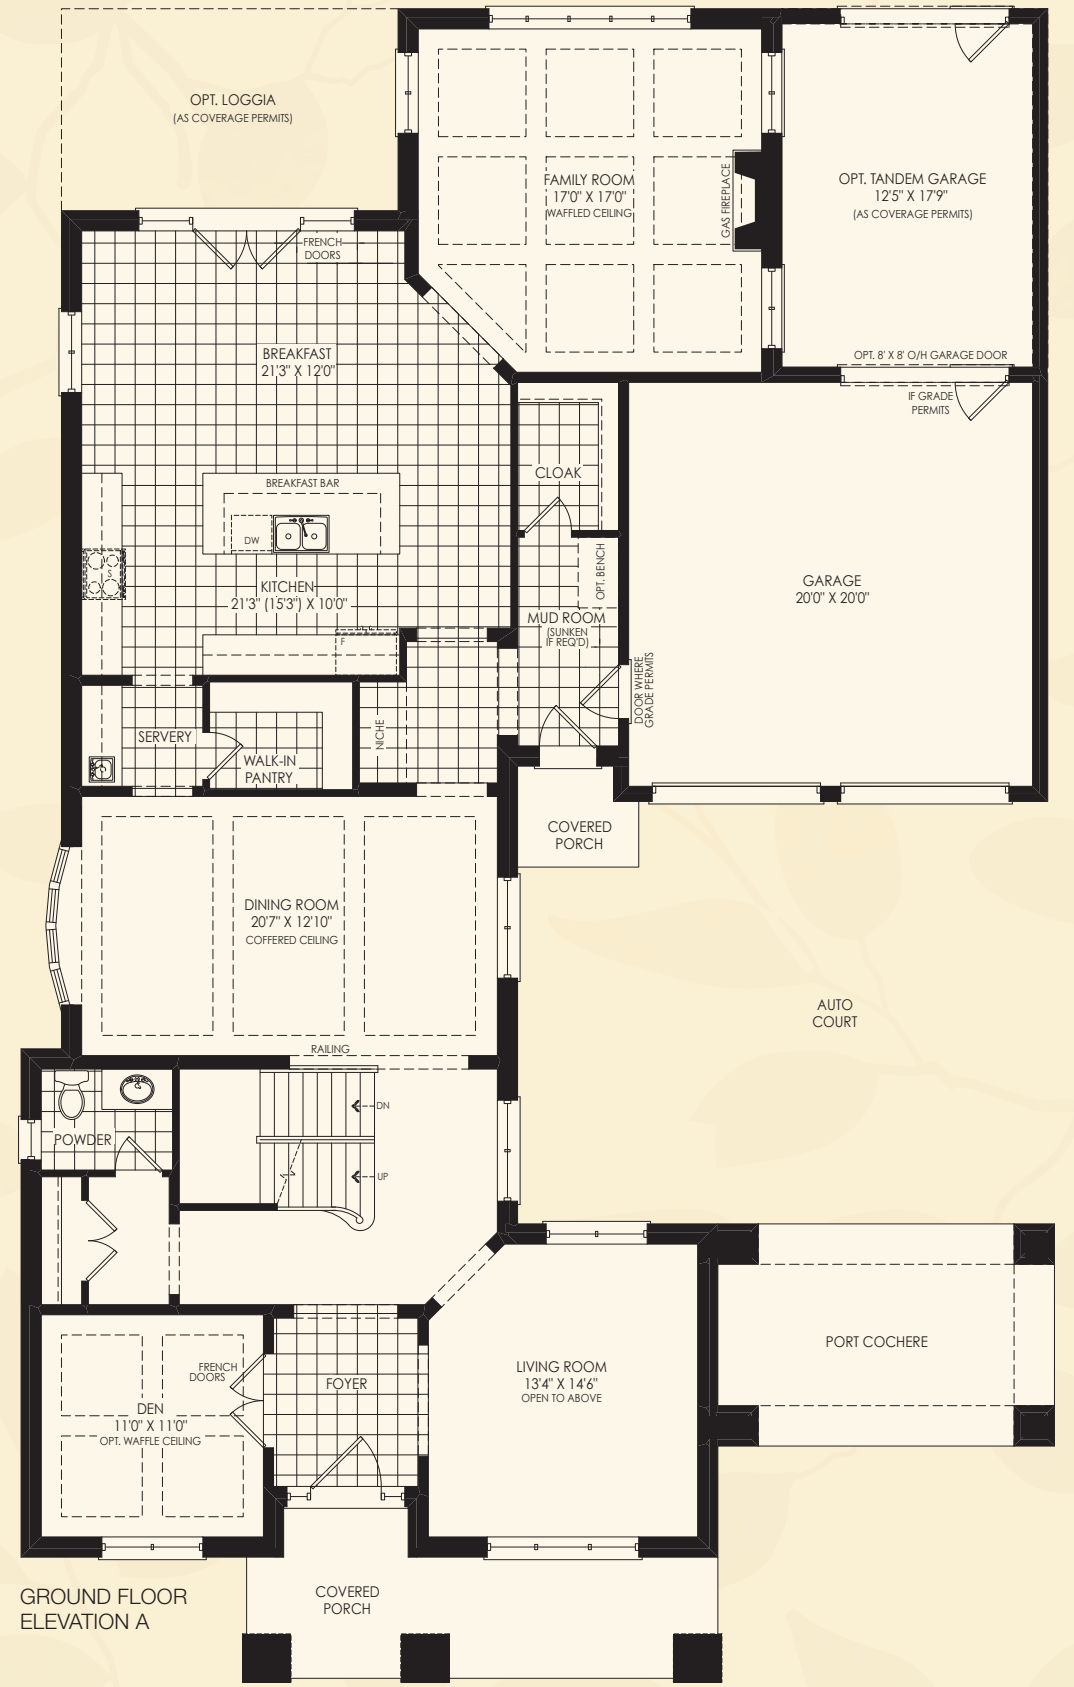 OPT. LOGGIA
(AS COVERAGE PERMITS)
FAMILY ROOM
17'0" X 17'0"
WAFFLED CEILING
GAS FIREPLACE
OPT. TANDEM GARAGE
12'5" X 17'9"
(AS COVERAGE PERMITS)
FRENCH
DOORS
BREAKFAST
21'3" X 12'0"
OPT. 8' X 8' O/H GARAGE DOOR
IF GRADE
PERMITS
CLOAK
BREAKFAST BAR
DW
S
OPT. BENCH
GARAGE
20'0" X 20'0"
KITCHEN
21'3" (15'3") X 10'0"
F
MUD ROOM
(SUNKEN
IF REQ'D)
DOOR WHERE
GRADE PERMITS
SERVERY
WALK-IN
PANTRY
NICHE
COVERED
PORCH
DINING ROOM
20'7" X 12'10"
COFFERED CEILING
AUTO
COURT
RAILING
DN
UP
POWDER
PORT COCHERE
FRENCH
DOORS
DEN
11'0" X 11'0"
OPT. WAFFLE CEILING
FOYER
LIVING ROOM
13'4" X 14'6"
OPEN TO ABOVE
COVERED
PORCH
GROUND FLOOR
ELEVATION A